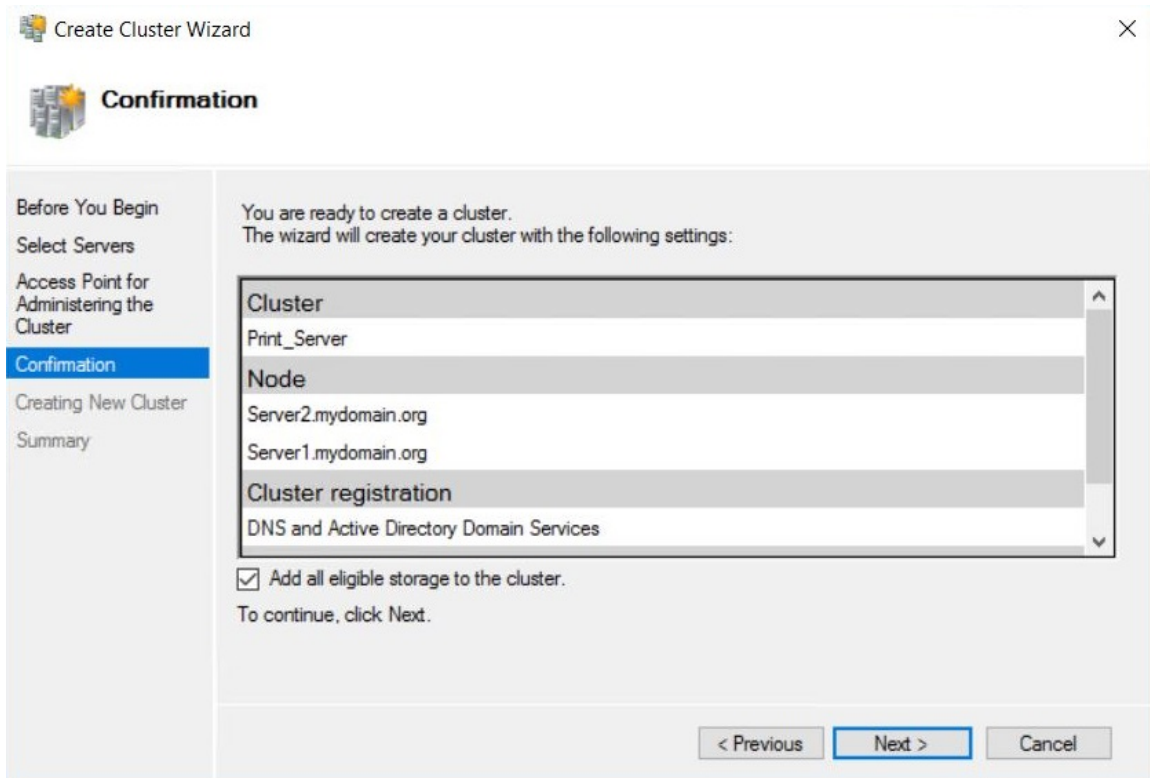 Create Cluster Wizard
Confirmation
Before You Begin
Select Servers
Access Point for
Administering the
Cluster
Confirmation
Creating New Cluster
Summary
You are ready to create a cluster.
The wizard will create your cluster with the following settings:
Cluster
Print_Server
Node
Server2.mydomain.org
Server1.mydomain.org
Cluster registration
DNS and Active Directory Domain Services
Add all eligible storage to the cluster.
To continue, click Next.
< Previous
Next >
Cancel